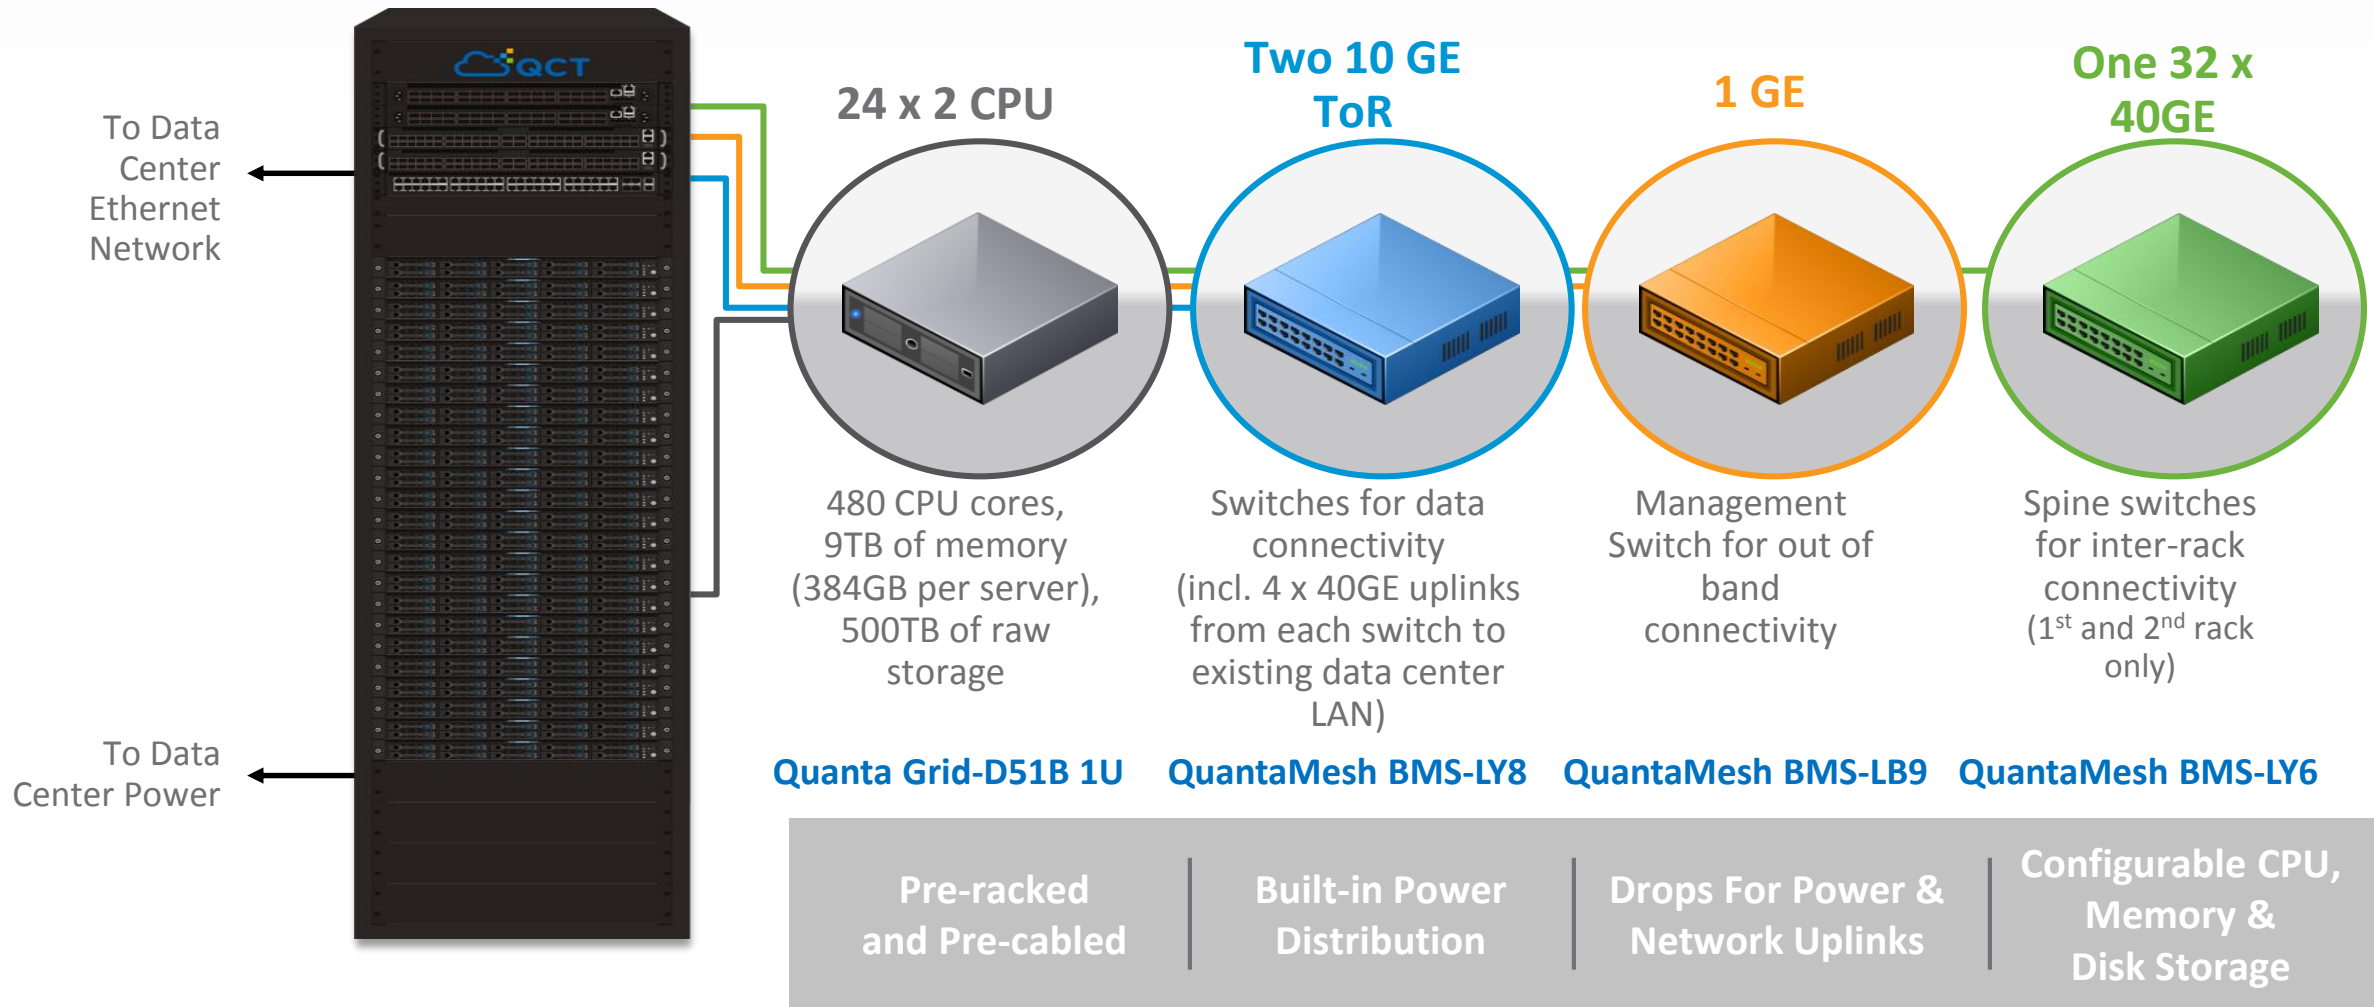 QCT
To Data
Center
Ethernet
Network
To Data
Center Power
24 x 2 CPU
480 CPU cores,
9TB of memory
(384GB per server),
500TB of raw
storage
Quanta Grid-D51B 1U
Two 10 GE
ToR
Switches for data
connectivity
(incl. 4 x 40GE uplinks
from each switch to
existing data center
LAN)
QuantaMesh BMS-LY8
1 GE
Management
Switch for out of
band
connectivity
QuantaMesh BMS-LB9
One 32 x
40GE
Spine switches
for inter-rack
connectivity
(1st and 2nd rack
only)
QuantaMesh BMS-LY6
Pre-racked
and Pre-cabled
Built-in Power
Distribution
Drops For Power &
Network Uplinks
Configurable CPU,
Memory &
Disk Storage